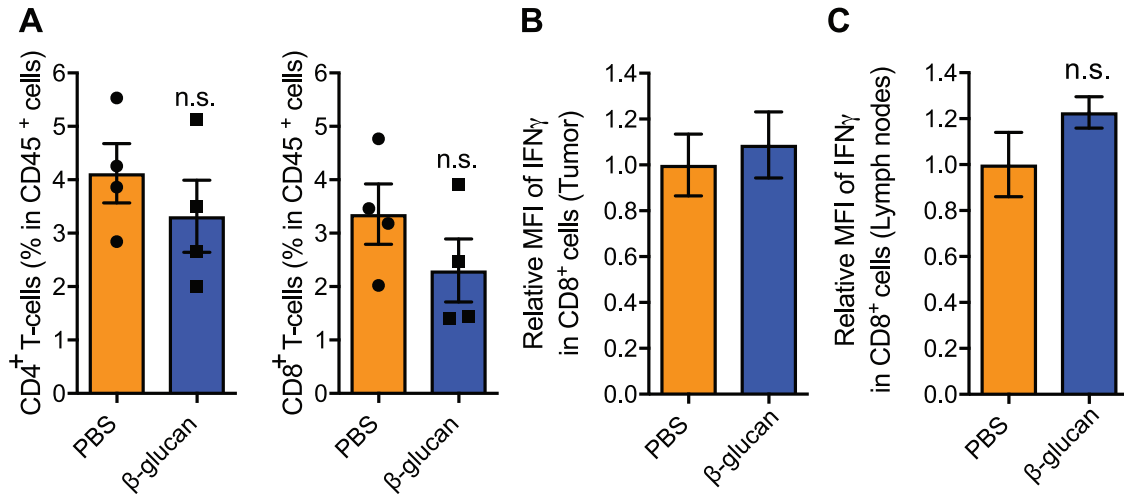 A
CD4+ T-cells (% in CD45 + cells)
6
5
4
3
2
1
0
n.s.
PBS
β-glucan
CD8+ T-cells (% in CD45 + cells)
6
5
4
3
2
1
0
n.s.
PBS
β-glucan
B
Relative MFI of IFNγ
in CD8+ cells (Tumor)
1.4
1.2
1.0
0.8
0.6
0.4
0.2
0.0
PBS
β-glucan
C
Relative MFI of IFNγ
in CD8+ cells (Lymph nodes)
1.4
1.2
1.0
0.8
1.6
1.4
1.2
0.0
n.s.
PBS
β-glucan